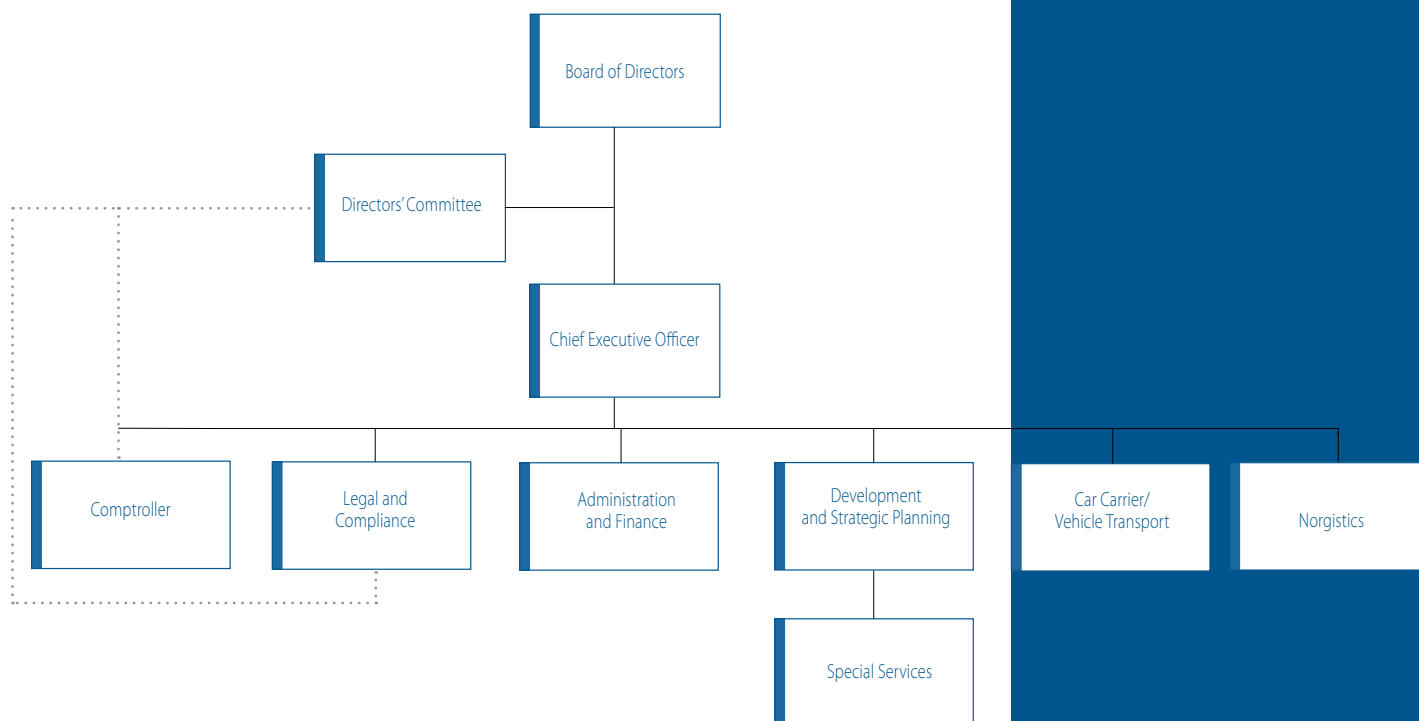 Board of Directors
Directors’ Committee
Chief Executive Officer
Comptroller
Legal and
Compliance
Administration
and Finance
Development
and Strategic Planning
Car Carrier/
Vehicle Transport
Norgistics
Special Services